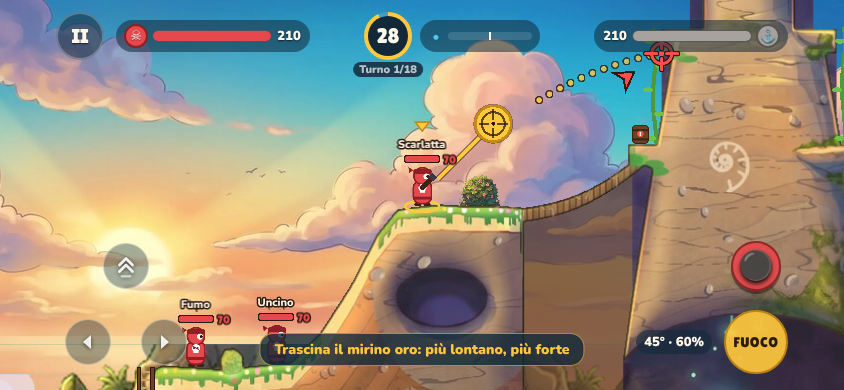 210
28
210
Turno 1/18
Scarlatta
70
Fumo
70
Uncino
70
Trascina il mirino oro: più lontano, più forte
45° · 60%
FUOCO